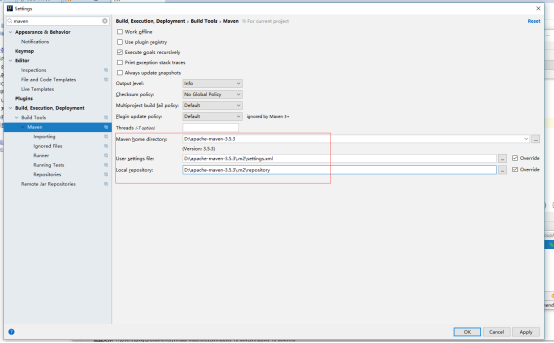 Settings
maven
Appearance & Behavior
Notifications
Keymap
Editor
Inspections
File and Code Templates
Live Templates
Plugins
Build, Execution, Deployment
Build Tools
Maven
Importing
Ignored Files
Runner
Running Tests
Repositories
Remote Jar Repositories
Build, Execution, Deployment › Build Tools › Maven For current project Reset
Work offline
Use plugin registry
Execute goals recursively
Print exception stack traces
Always update snapshots
Output level: Info
Checksum policy: No Global Policy
Multiproject build fail policy: Default
Plugin update policy: Default ignored by Maven 3+
Threads (-T option)
Maven home directory: D:\apache-maven-3.5.3 ...
(Version: 3.5.3)
User settings file: D:\apache-maven-3.5.3\.m2\settings.xml ... Override
Local repository: D:\apache-maven-3.5.3\.m2\repository ... Override
? OK Cancel Apply